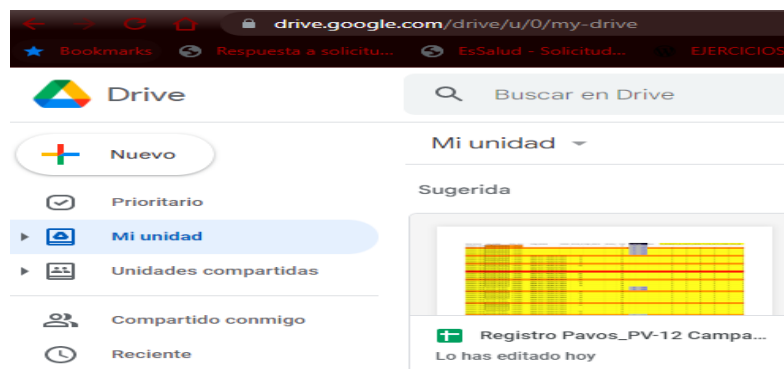 drive.google.com/drive/u/0/my-drive
Bookmarks Respuesta a solicitu... EsSalud - Solicitud... EJERCICIOS
Drive
Buscar en Drive
Nuevo
Mi unidad
Sugerida
Prioritario
Mi unidad
Unidades compartidas
Compartido conmigo
Reciente
Registro Pavos_PV-12 Campa...
Lo has editado hoy